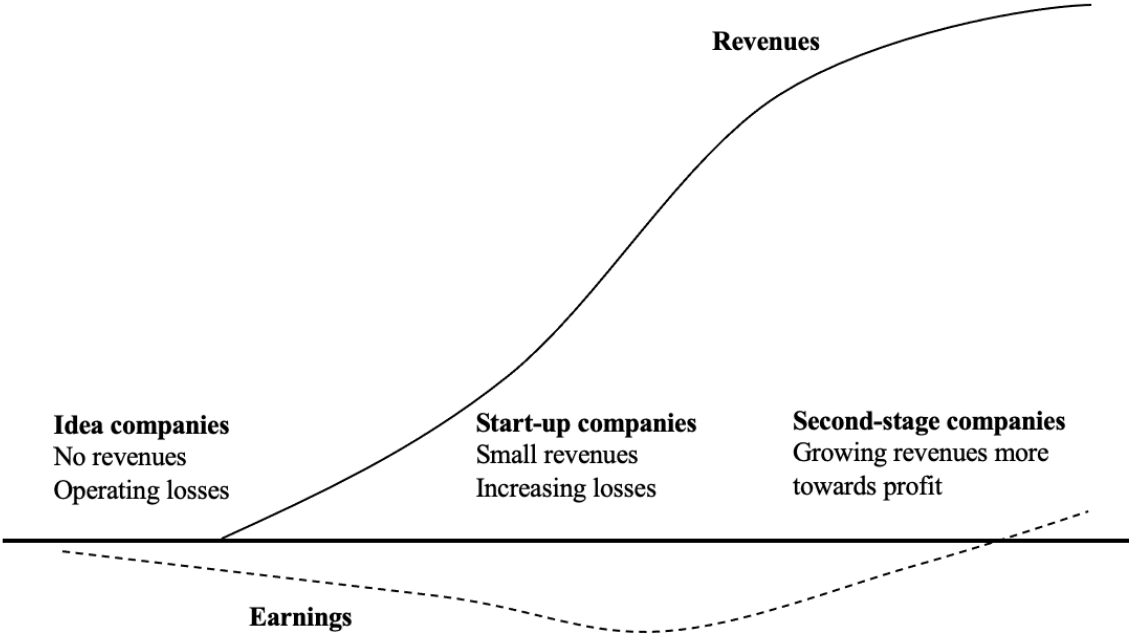 Revenues
Idea companies
No revenues
Operating losses
Start-up companies
Small revenues
Increasing losses
Second-stage companies
Growing revenues more
towards profit
Earnings